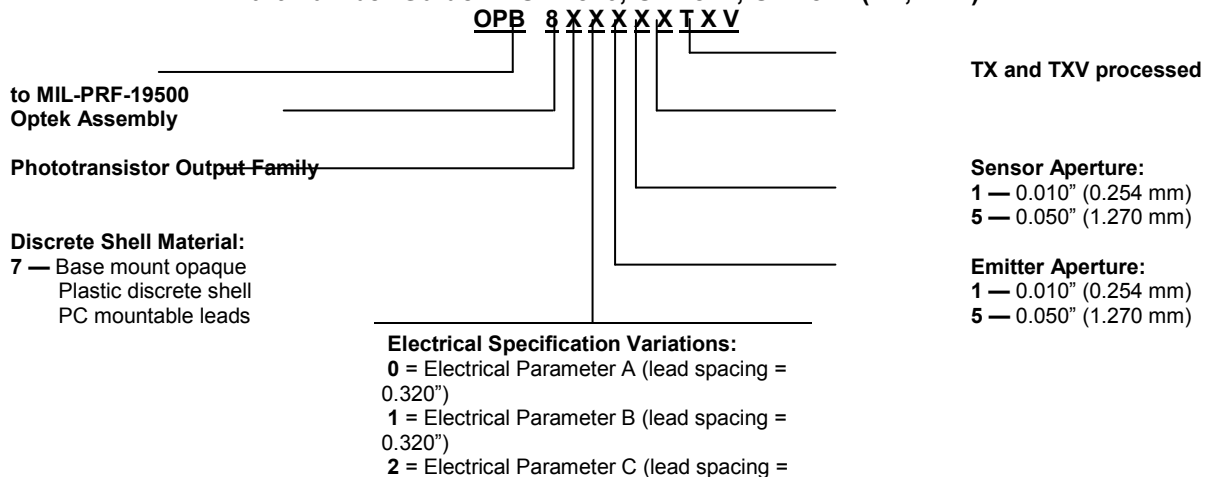 OPB 8 X X X X X T X V
TX and TXV processed
to MIL-PRF-19500
Optek Assembly
Phototransistor Output Family
Sensor Aperture:
1 — 0.010” (0.254 mm)
5 — 0.050” (1.270 mm)
Discrete Shell Material:
7 — Base mount opaque
Plastic discrete shell
PC mountable leads
Emitter Aperture:
1 — 0.010” (0.254 mm)
5 — 0.050” (1.270 mm)
Electrical Specification Variations:
0 = Electrical Parameter A (lead spacing =
0.320”)
1 = Electrical Parameter B (lead spacing =
0.320”)
2 = Electrical Parameter C (lead spacing =